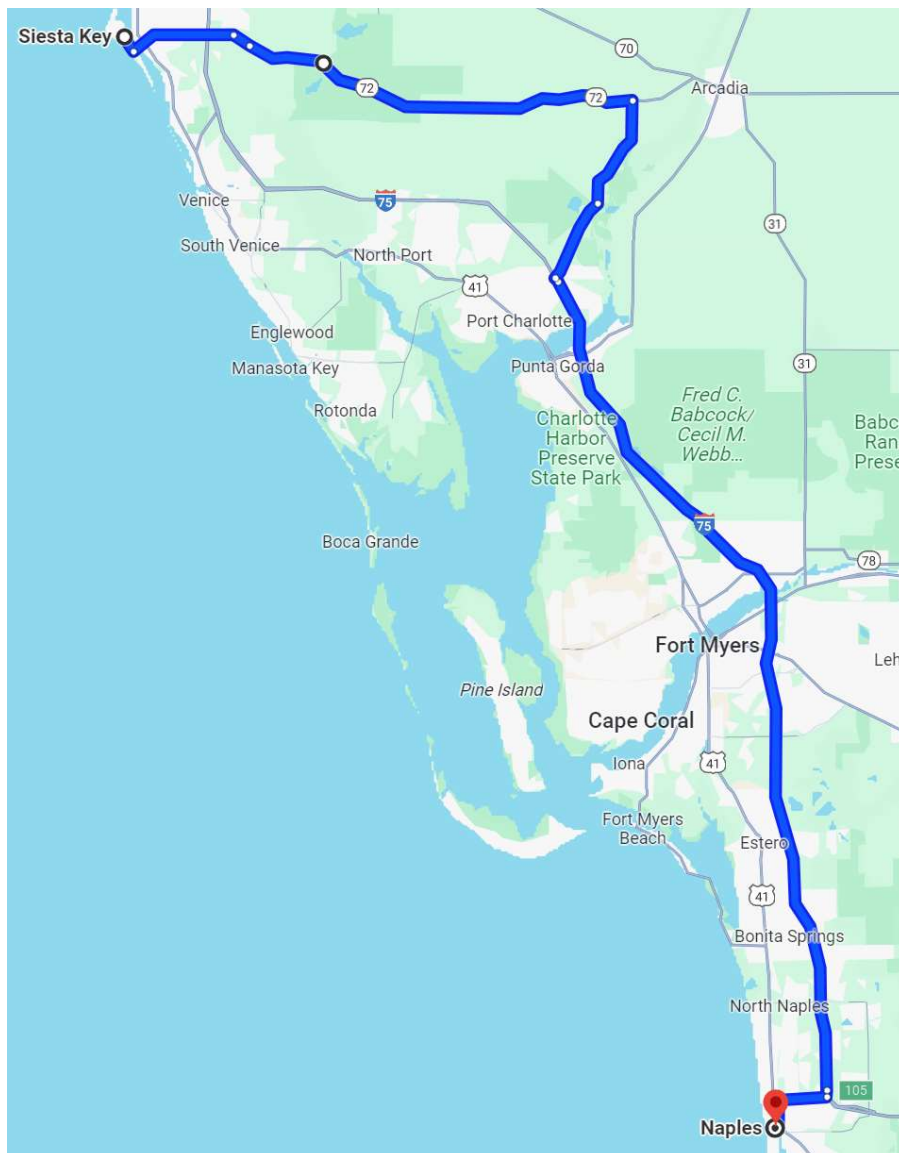 Siesta Key
70
72
72
Arcadia
75
Venice
31
South Venice
North Port
41
Port Charlotte
Englewood
Punta Gorda
Manasota Key
31
Rotonda
Fred C.
Babcock/
Cecil M.
Webb...
Charlotte
Harbor
Preserve
State Park
Babc
Ran
Prese
75
Boca Grande
78
Fort Myers
Leh
Pine Island
Cape Coral
Iona
41
Fort Myers
Beach
Estero
41
Bonita Springs
North Naples
105
Naples